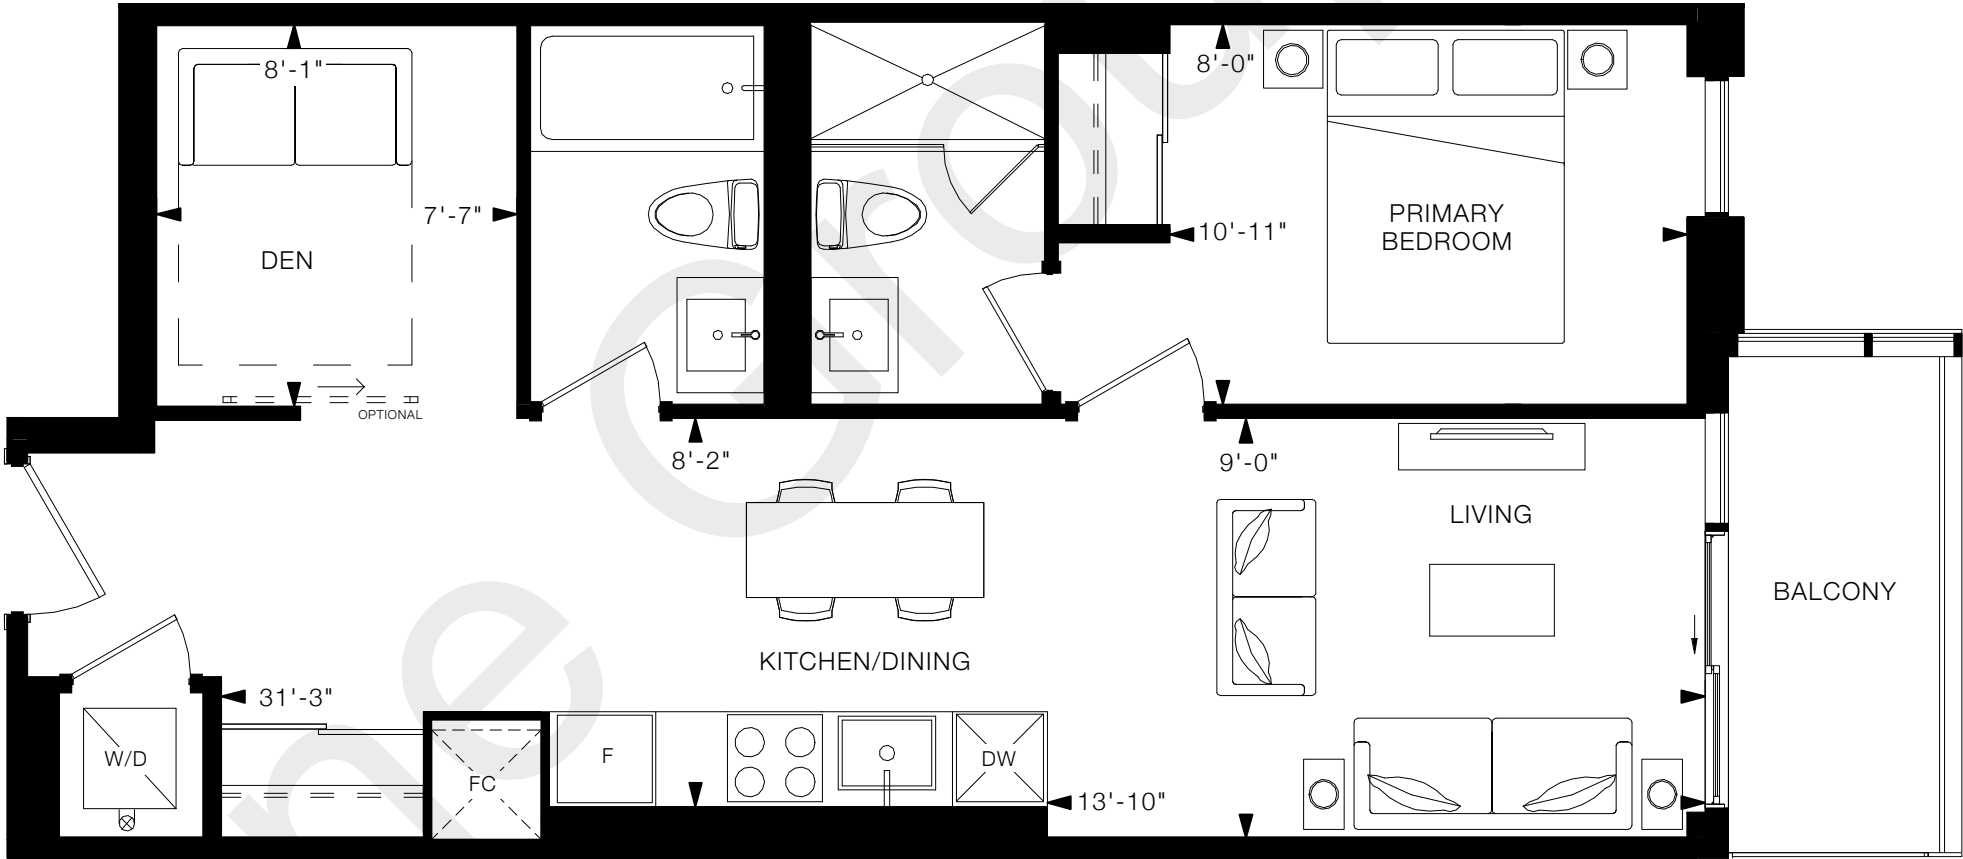 8'-1"
8'-0"
7'-7"
10'-11"
PRIMARY
BEDROOM
DEN
OPTIONAL
8'-2"
9'-0"
LIVING
BALCONY
KITCHEN/DINING
31'-3"
W/D
FC
F
DW
13'-10"